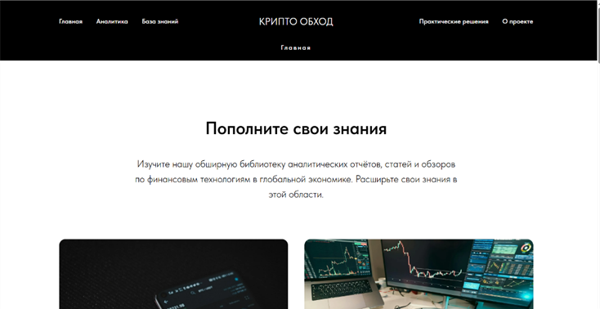 Главная Аналитика База знаний КРИПТО ОБХОД Практические решения О проекте
Главная
Пополните свои знания
Изучите нашу обширную библиотеку аналитических отчётов, статей и обзоров
по финансовым технологиям в глобальной экономике. Расширьте свои знания в
этой области.